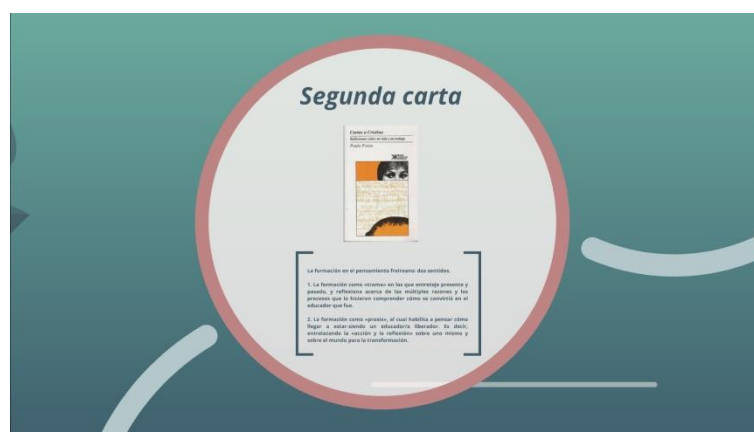 Segunda carta
Cartas a Cristina
Reflexiones sobre mi vida y mi trabajo
Paulo Freire
La formación en el pensamiento freireano: dos sentidos.
1. La formación como «trama» en las que entreteje presente y
pasado, y reflexiona acerca de las múltiples razones y los
procesos que lo hicieron comprender cómo se convirtió en el
educador que fue.
2. La formación como «praxis», el cual habilita a pensar cómo
llegar a estar-siendo un educador/a liberador. Es decir,
entrelazando la «acción y la reflexión» sobre uno mismo y
sobre el mundo para la transformación.